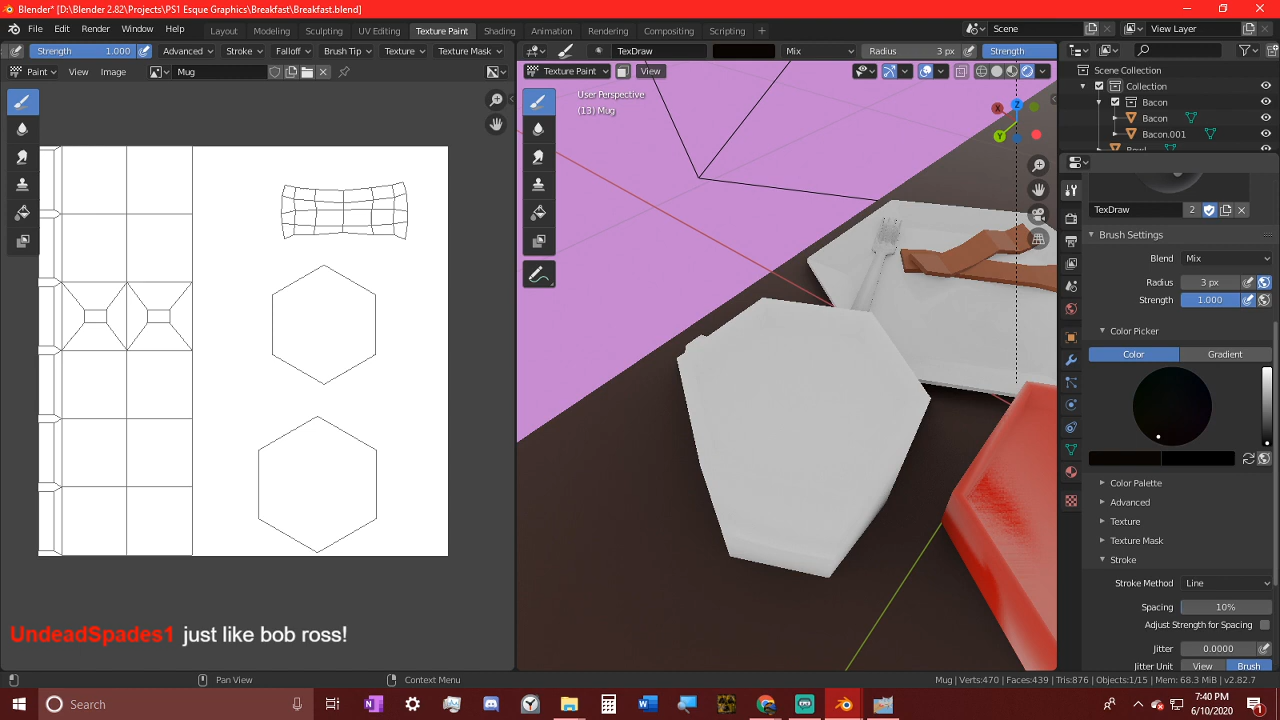 Blender* [D:\Blender 2.82\Projects\PS1 Esque Graphics\Breakfast\Breakfast.blend]
File Edit Render Window Help Layout Modeling Sculpting UV Editing Texture Paint Shading Animation Rendering Compositing Scripting + Scene View Layer
Strength 1.000 Advanced Stroke Falloff Brush Tip Texture Texture Mask TexDraw Mix Radius 3 px Strength
Paint View Image Mug Texture Paint View
Scene Collection
Collection
Bacon
Bacon
Bacon.001
Bowl
User Perspective
(13) Mug
X
Y
Z
TexDraw 2
Brush Settings
Blend Mix
Radius 3 px
Strength 1.000
Color Picker
Color Gradient
Color Palette
Advanced
Texture
Texture Mask
Stroke
Stroke Method Line
Spacing 10%
Adjust Strength for Spacing
Jitter 0.0000
Jitter Unit View Brush
UndeadSpades1 just like bob ross!
Pan View Context Menu Mug | Verts:470 | Faces:439 | Tris:876 | Objects:1/15 | Mem: 68.3 MiB | v2.82.7
Search
7:40 PM
6/10/2020